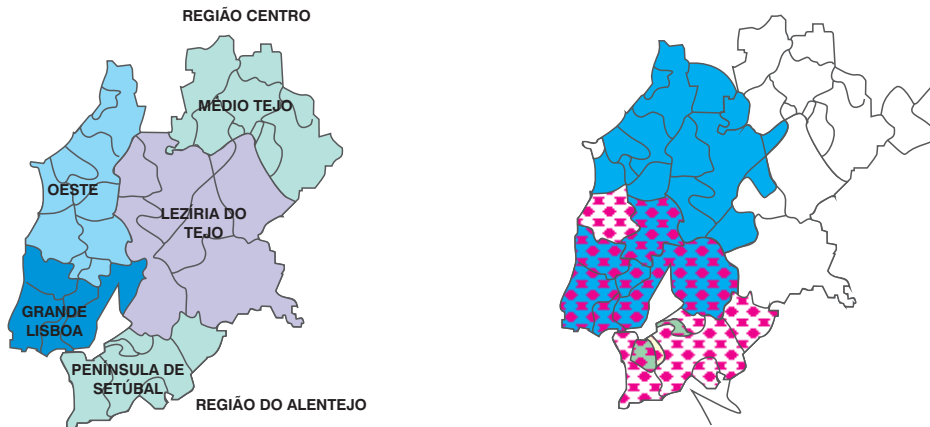 REGIÃO CENTRO
MÉDIO TEJO
OESTE
LEZÍRIA DO
TEJO
GRANDE
LISBOA
PENÍNSULA DE
SETÚBAL
REGIÃO DO ALENTEJO